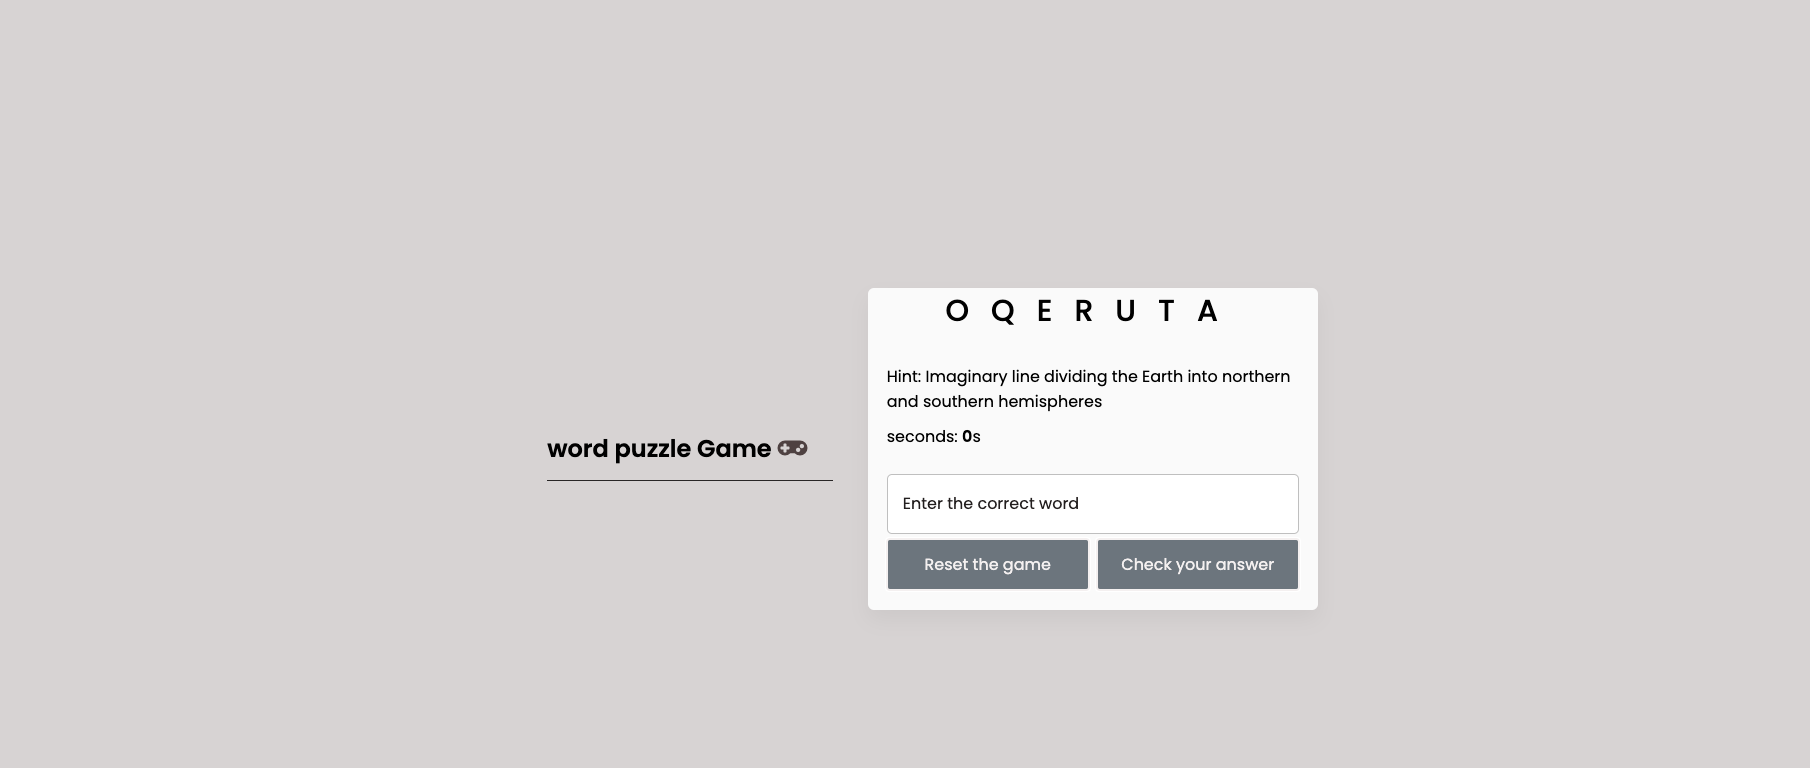 word puzzle Game
O Q E R U T A
Hint: Imaginary line dividing the Earth into northern
and southern hemispheres
seconds: 0s
Enter the correct word
Reset the game
Check your answer